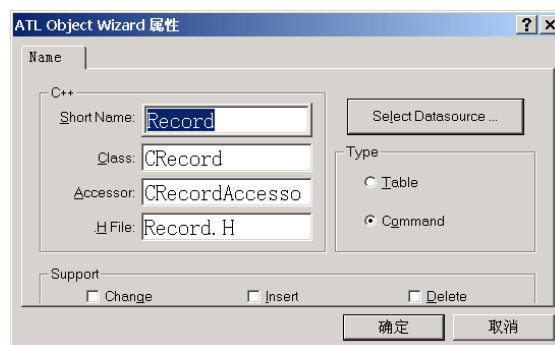 ATL Object Wizard 属性
Name
C++
Short Name: Record
Select Datasource ...
Class: CRecord
Type
Table
Accessor: CRecordAccesso
Command
.H File: Record.H
Support
Change Insert Delete
确定 取消